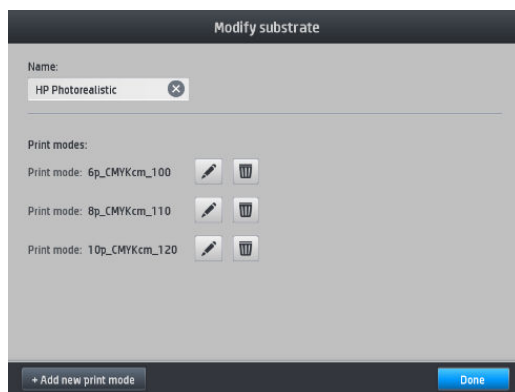 Modify substrate
Name:
HP Photorealistic
Print modes:
Print mode: 6p_CMYKcm_100
Print mode: 8p_CMYKcm_110
Print mode: 10p_CMYKcm_120
+ Add new print mode
Done